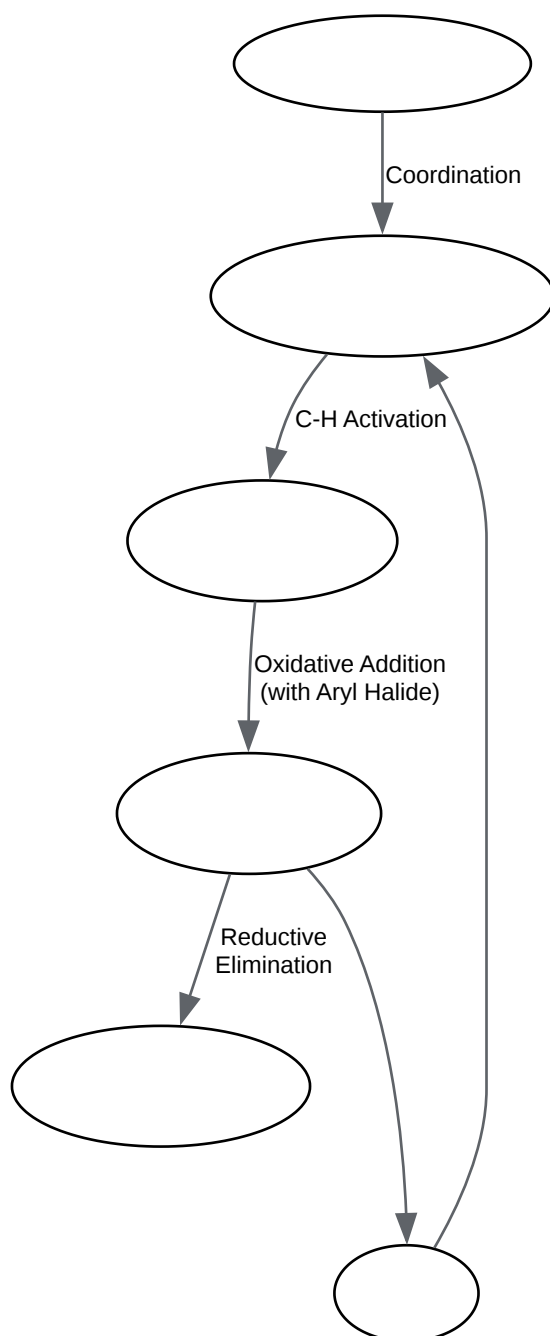 Coordination
C-H Activation
Oxidative Addition
(with Aryl Halide)
Reductive
Elimination